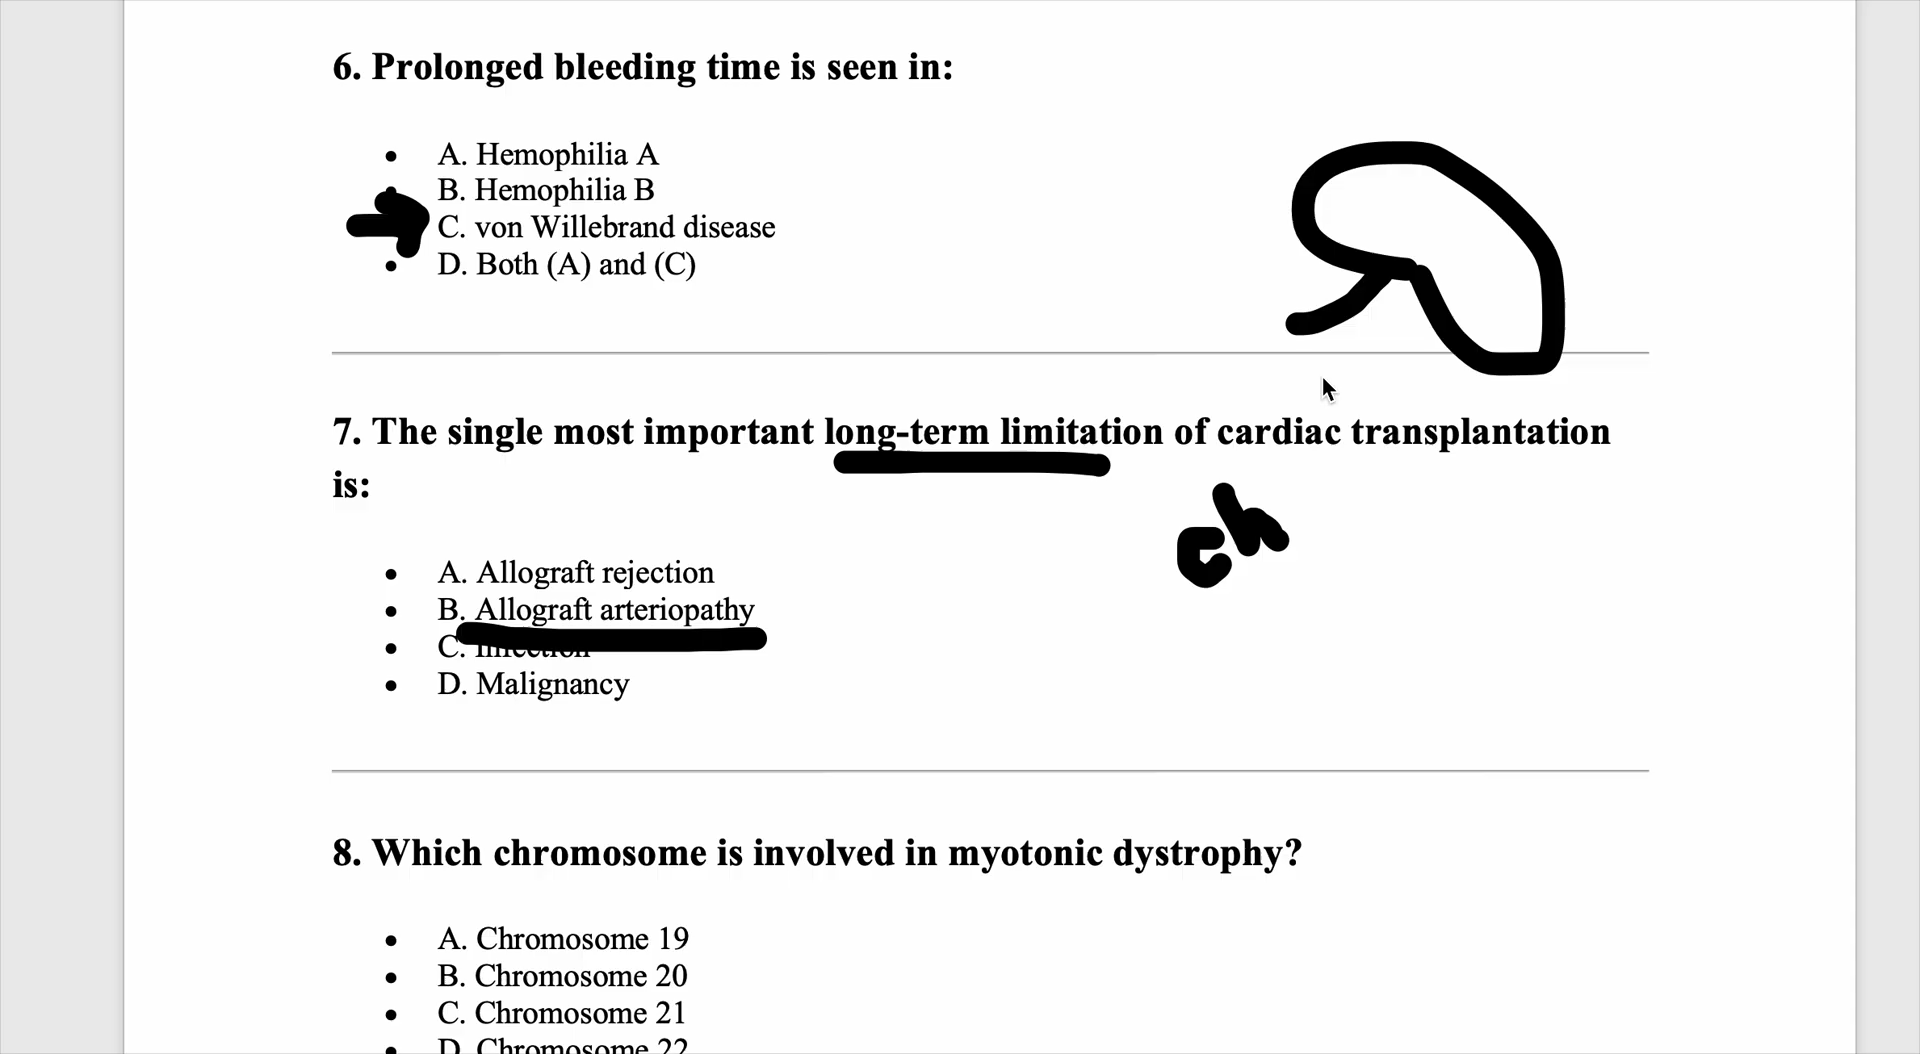 6. Prolonged bleeding time is seen in:
• A. Hemophilia A
B. Hemophilia B
C. von Willebrand disease
• D. Both (A) and (C)
7. The single most important long-term limitation of cardiac transplantation
is:
ch
• A. Allograft rejection
• B. Allograft arteriopathy
• C. Infection
• D. Malignancy
8. Which chromosome is involved in myotonic dystrophy?
• A. Chromosome 19
• B. Chromosome 20
• C. Chromosome 21
• D. Chromosome 22